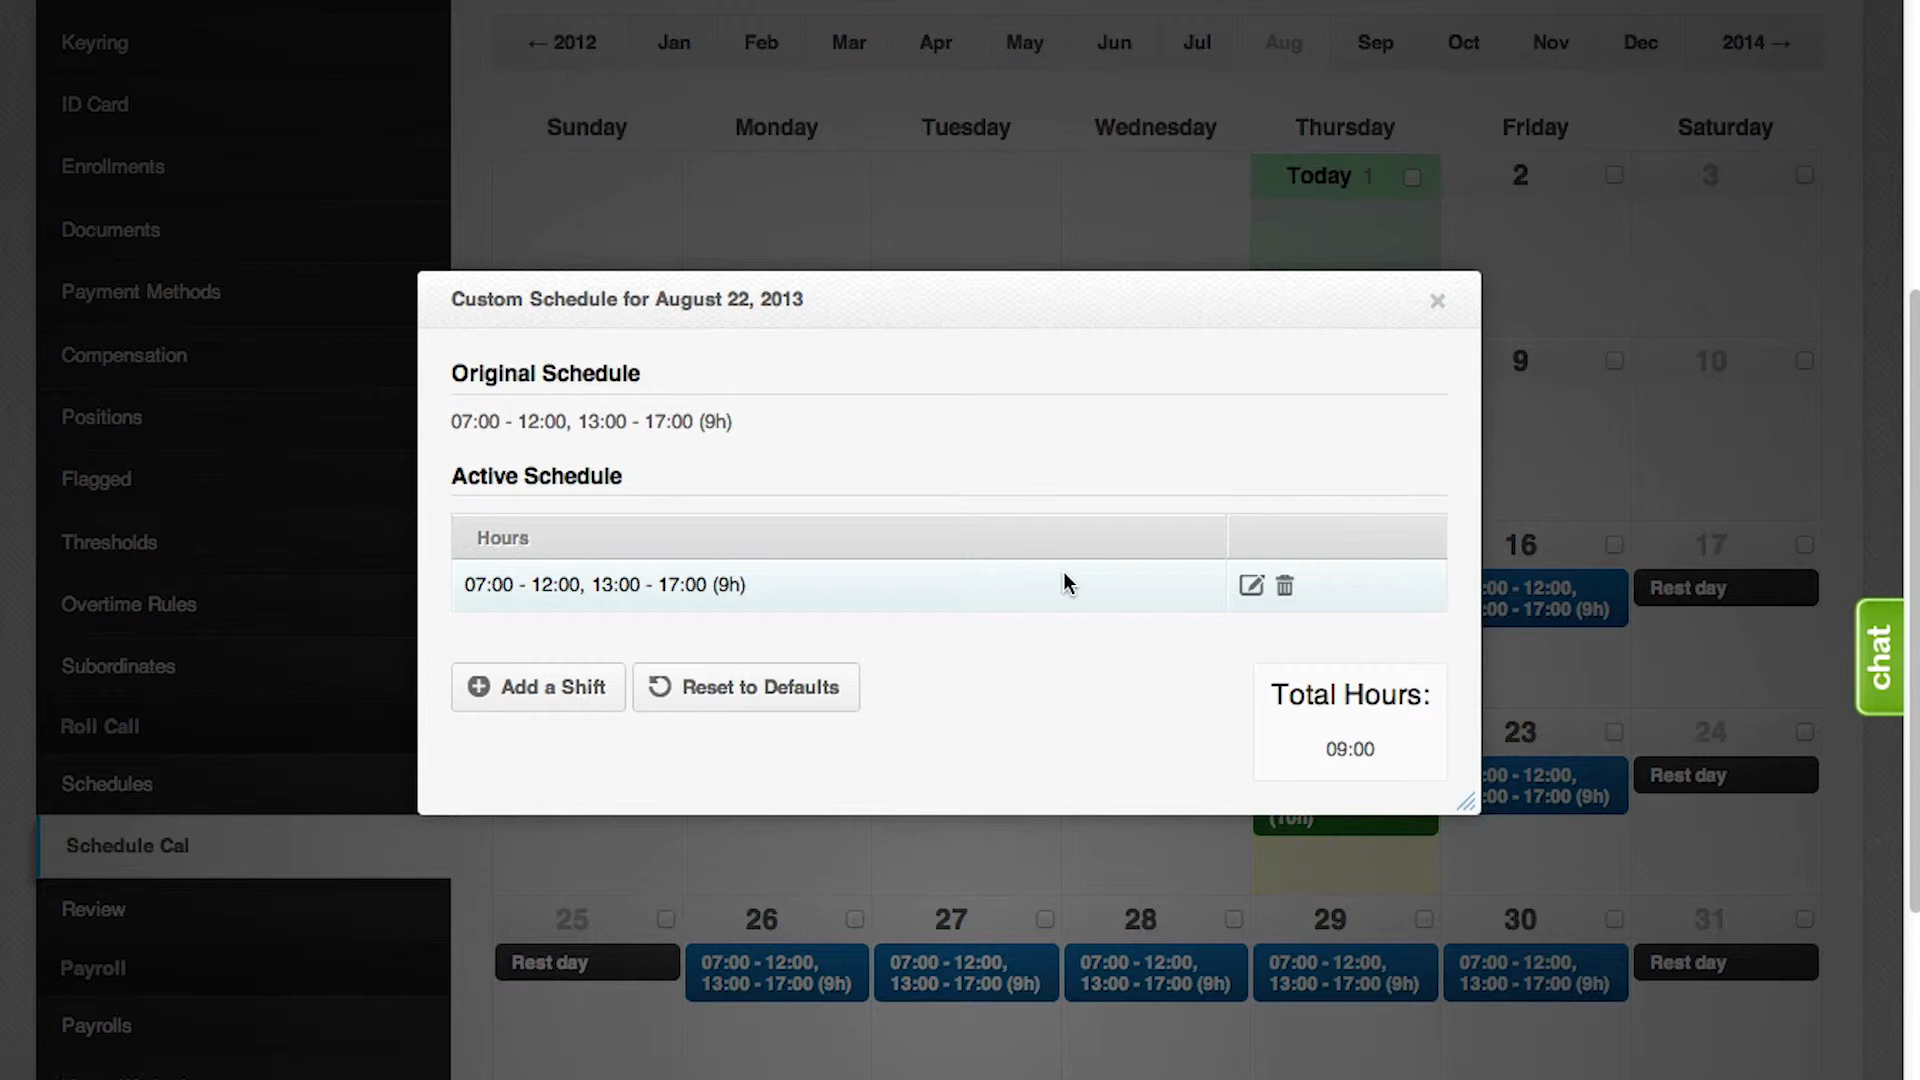 Keyring
ID Card
Enrollments
Documents
Payment Methods
Compensation
Positions
Flagged
Thresholds
Overtime Rules
Subordinates
Roll Call
Schedules
Schedule Cal
Review
Payroll
Payrolls
← 2012 Jan Feb Mar Apr May Jun Jul Aug Sep Oct Nov Dec 2014 →
Sunday Monday Tuesday Wednesday Thursday Friday Saturday
Today 1 2 3
Custom Schedule for August 22, 2013
Original Schedule
07:00 - 12:00, 13:00 - 17:00 (9h)
Active Schedule
Hours
07:00 - 12:00, 13:00 - 17:00 (9h)
Add a Shift Reset to Defaults
Total Hours:
09:00
9 10
16 17
:00 - 12:00,
:00 - 17:00 (9h)
Rest day
23 24
:00 - 12:00,
:00 - 17:00 (9h)
Rest day
(10h)
25 26 27 28 29 30 31
Rest day
07:00 - 12:00,
13:00 - 17:00 (9h)
07:00 - 12:00,
13:00 - 17:00 (9h)
07:00 - 12:00,
13:00 - 17:00 (9h)
07:00 - 12:00,
13:00 - 17:00 (9h)
07:00 - 12:00,
13:00 - 17:00 (9h)
Rest day
chat